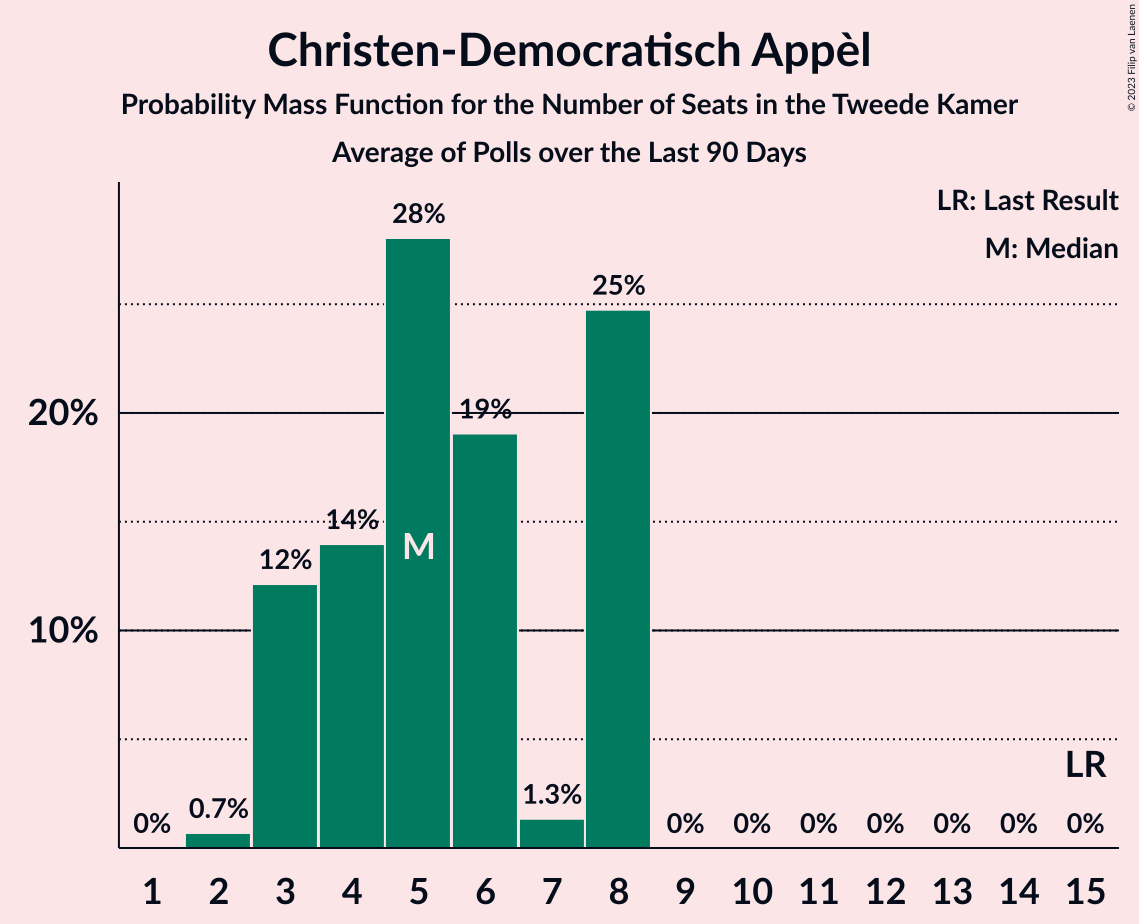 Christen-Democratisch Appèl
Probability Mass Function for the Number of Seats in the Tweede Kamer
Average of Polls over the Last 90 Days
© 2023 Filip van Laenen
LR: Last Result
M: Median
28%
25%
20%
19%
14%
12%
M
10%
LR
0%
0.7%
1.3%
0%
0%
0%
0%
0%
0%
0%
1 2 3 4 5 6 7 8 9 10 11 12 13 14 15